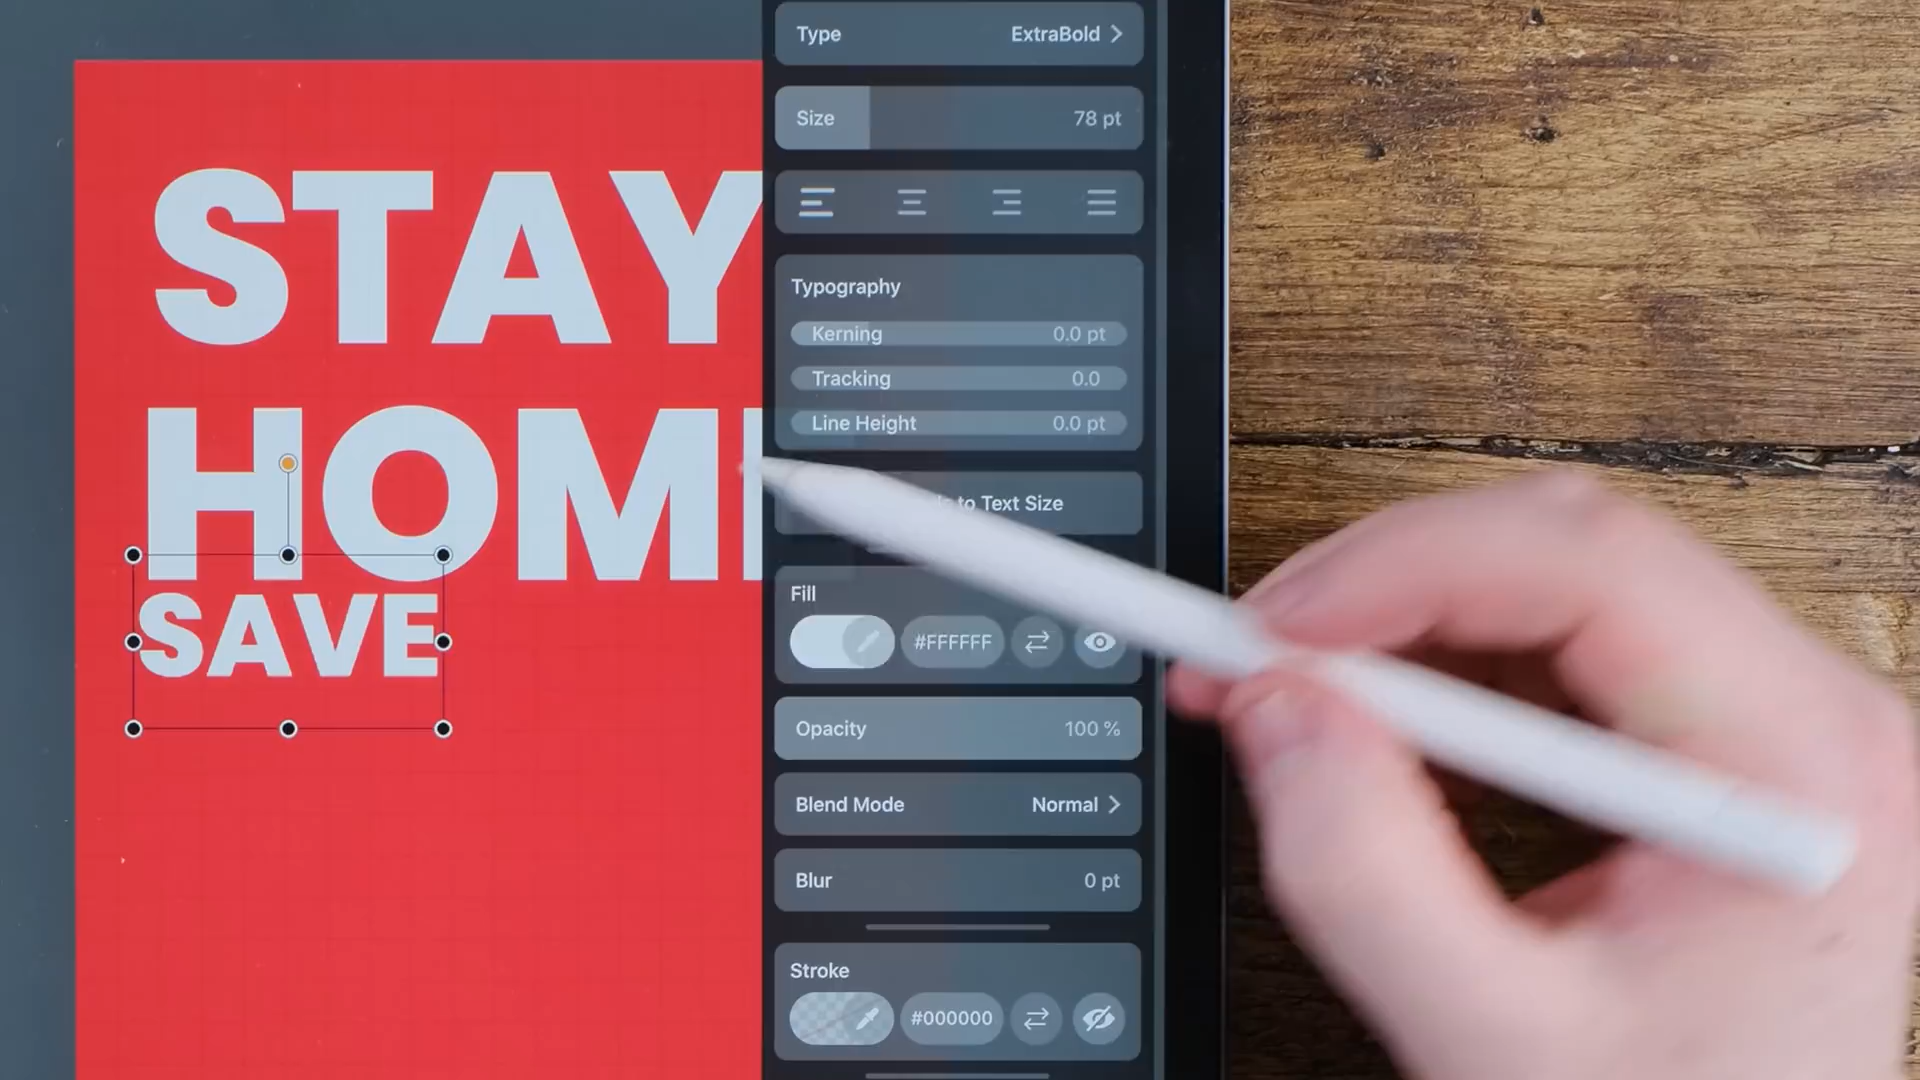 Type ExtraBold
Size 78 pt
STAY
Typography
Kerning 0.0 pt
Tracking 0.0
Line Height 0.0 pt
HOM
to Text Size
Fill
#FFFFFF
SAVE
Opacity 100 %
Blend Mode Normal
Blur 0 pt
Stroke
#000000